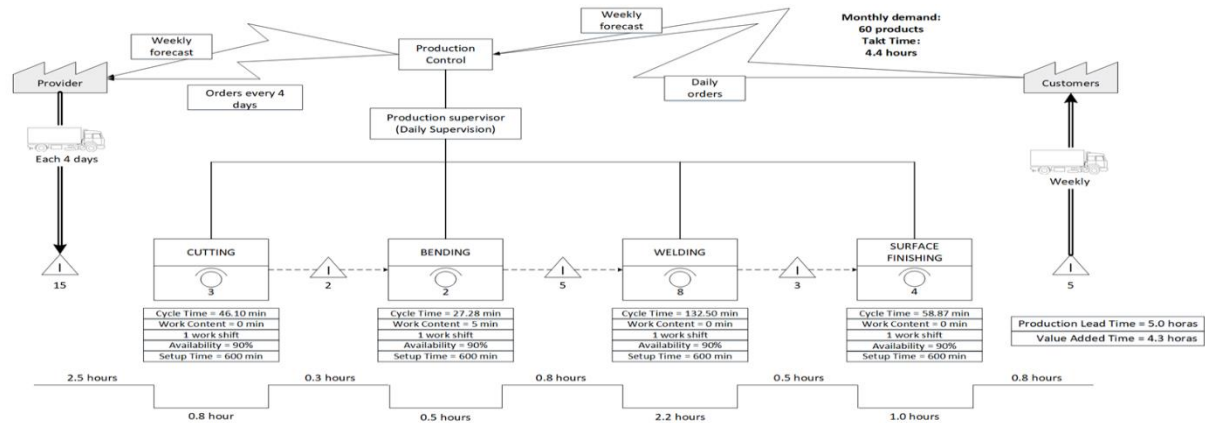 Monthly demand:
60 products
Takt Time:
4.4 hours
Weekly
forecast
Weekly
forecast
Production
Control
Provider
Customers
Orders every 4
days
Daily
orders
Production supervisor
(Daily Supervision)
Each 4 days
Weekly
CUTTING
BENDING
WELDING
SURFACE
FINISHING
I
15
3
I
2
2
I
5
8
I
3
4
I
5
Cycle Time = 46.10 min
Work Content = 0 min
1 work shift
Availability = 90%
Setup Time = 600 min
Cycle Time = 27.28 min
Work Content = 5 min
1 work shift
Availability = 90%
Setup Time = 600 min
Cycle Time = 132.50 min
Work Content = 0 min
1 work shift
Availability = 90%
Setup Time = 600 min
Cycle Time = 58.87 min
Work Content = 0 min
1 work shift
Availability = 90%
Setup Time = 600 min
Production Lead Time = 5.0 horas
Value Added Time = 4.3 horas
2.5 hours
0.8 hour
0.3 hours
0.5 hours
0.8 hours
2.2 hours
0.5 hours
1.0 hours
0.8 hours